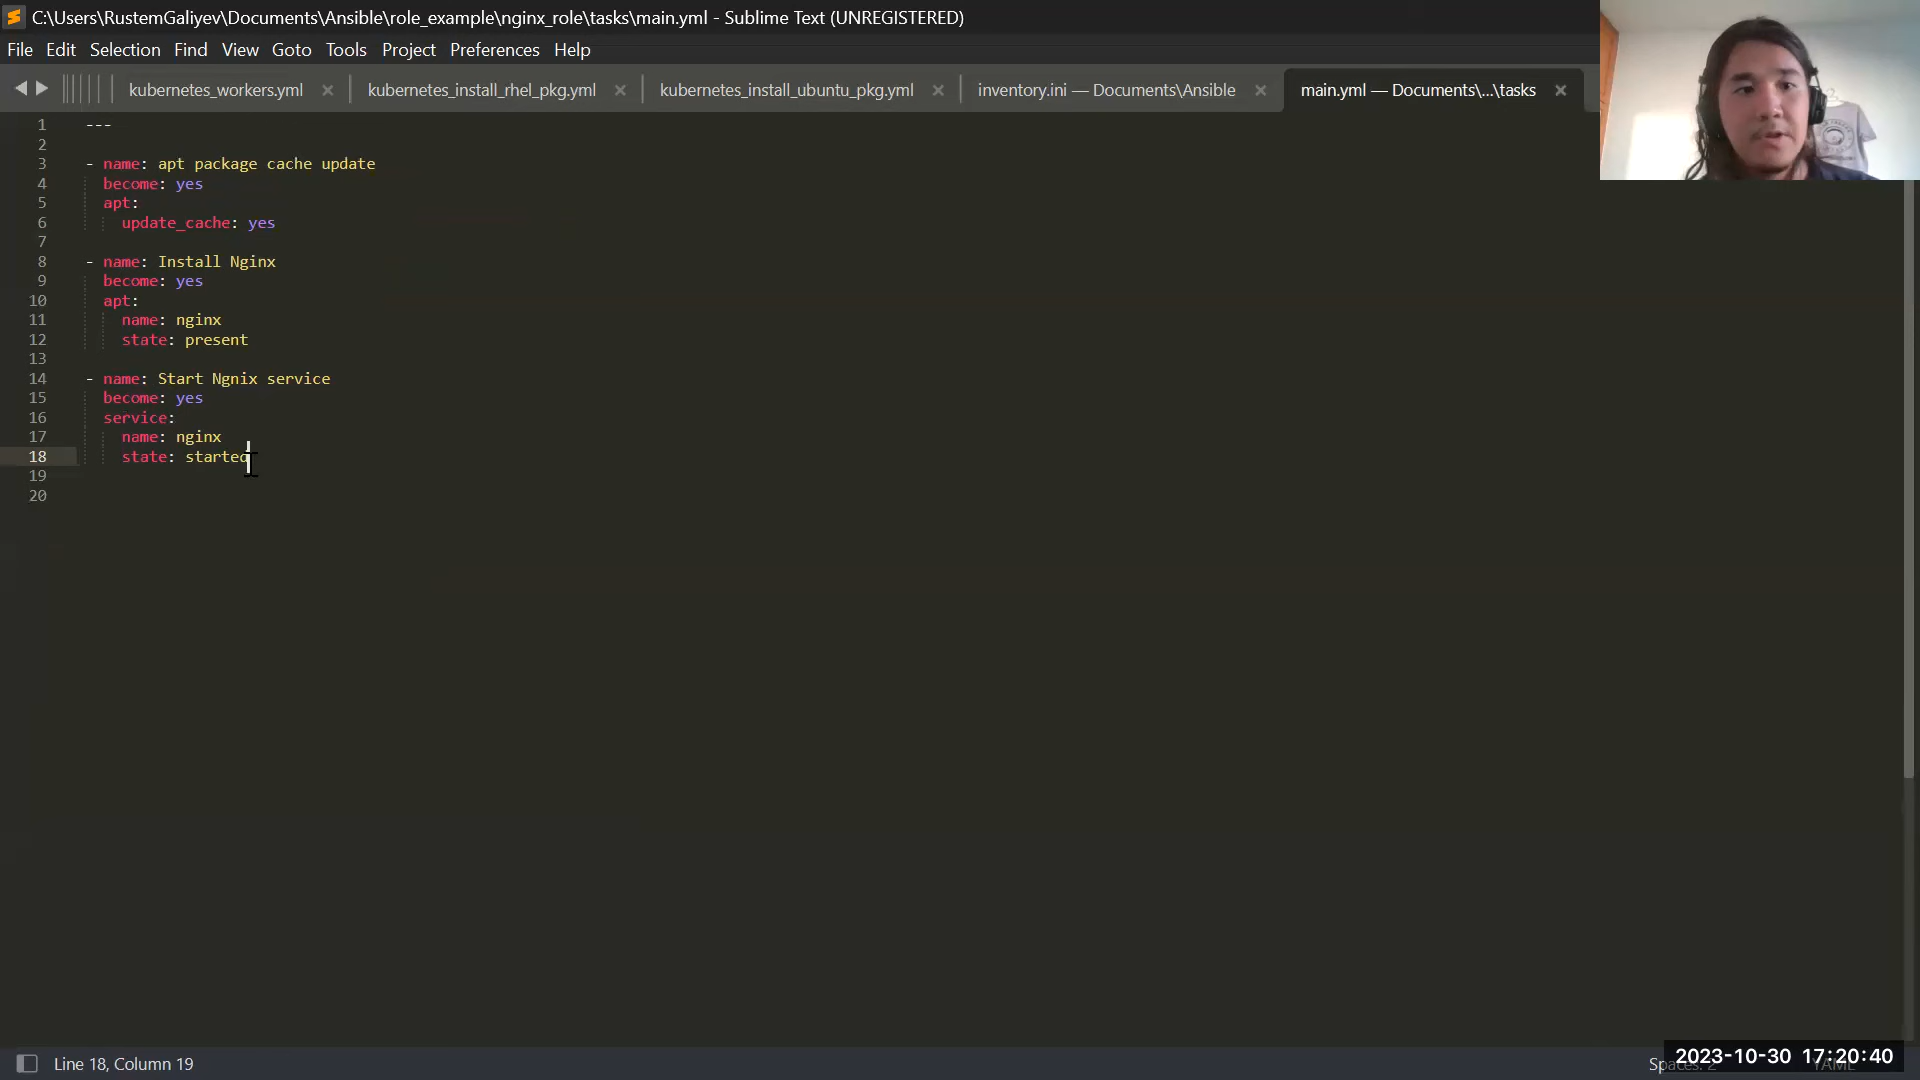 C:\Users\RustemGaliyev\Documents\Ansible\role_example\nginx_role\tasks\main.yml - Sublime Text (UNREGISTERED)
File Edit Selection Find View Goto Tools Project Preferences Help
kubernetes_workers.yml × kubernetes_install_rhel_pkg.yml × kubernetes_install_ubuntu_pkg.yml × inventory.ini — Documents\Ansible × main.yml — Documents\...\tasks ×
1 ---
2
3 - name: apt package cache update
4 become: yes
5 apt:
6 update_cache: yes
7
8 - name: Install Nginx
9 become: yes
10 apt:
11 name: nginx
12 state: present
13
14 - name: Start Ngnix service
15 become: yes
16 service:
17 name: nginx
18 state: started
19
20
Line 18, Column 19
2023-10-30 17:20:40